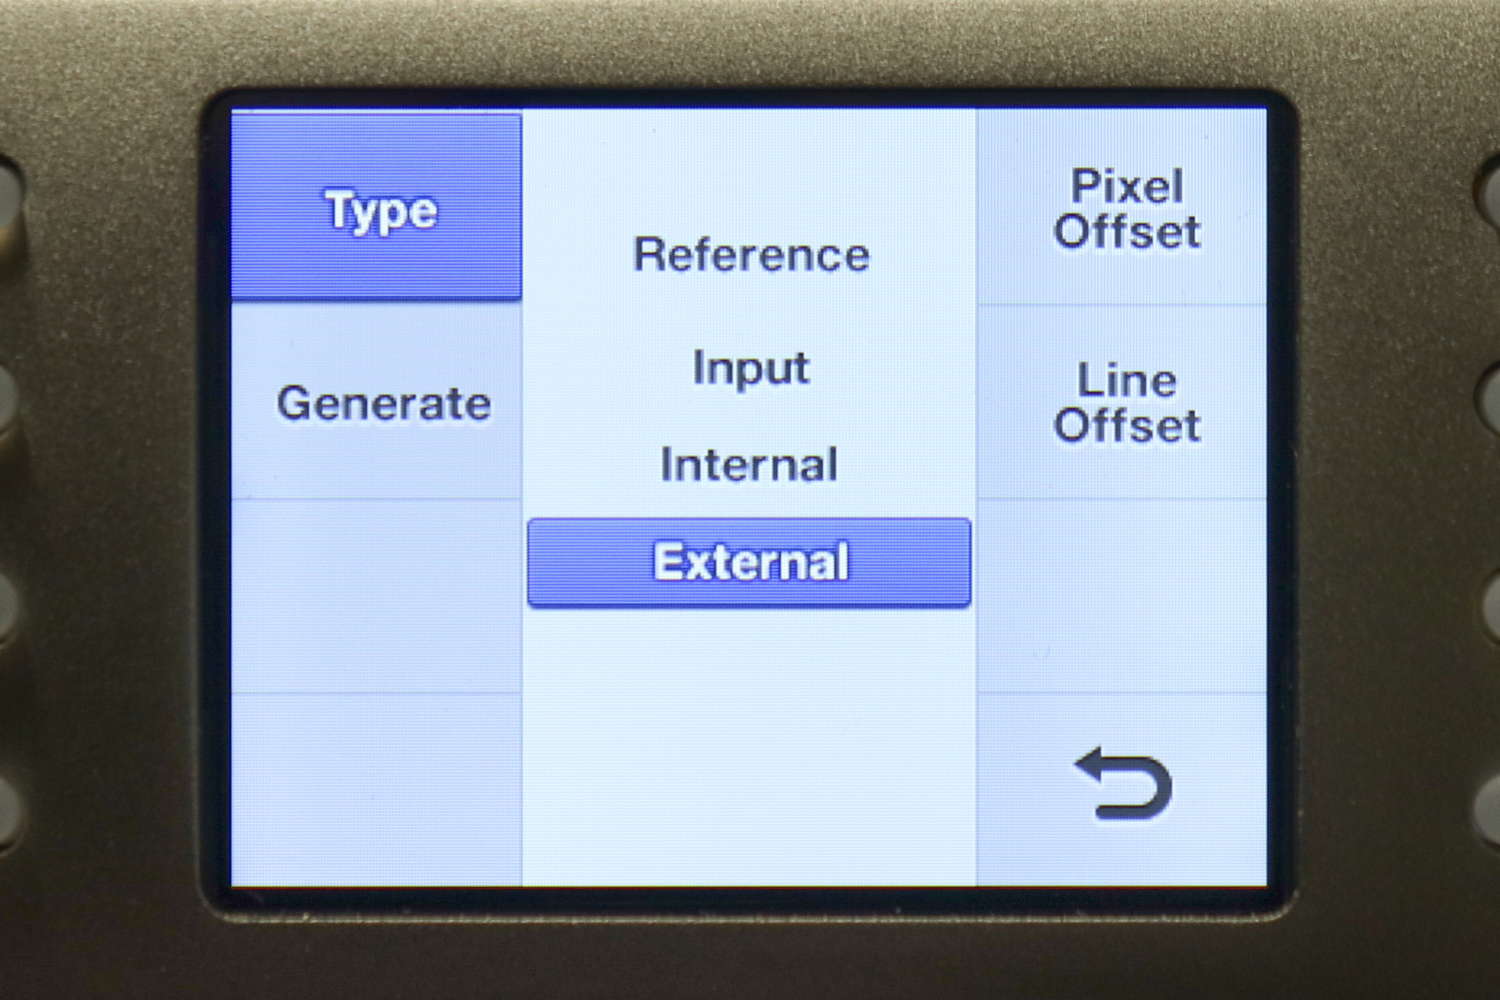 Type
Generate
Reference
Input
Internal
External
Pixel
Offset
Line
Offset